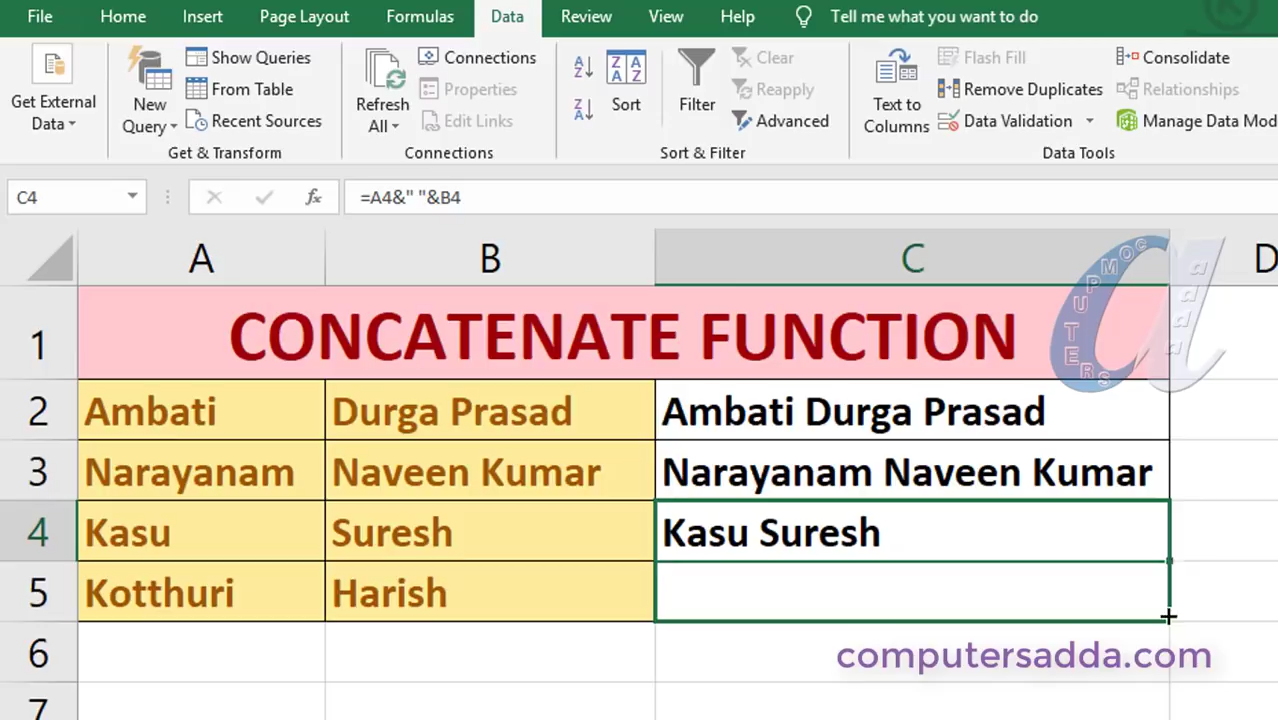 File Home Insert Page Layout Formulas Data Review View Help Tell me what you want to do
Get External Data
New Query
Show Queries
From Table
Recent Sources
Get & Transform
Refresh All
Connections
Properties
Edit Links
Connections
Sort
Filter
Clear
Reapply
Advanced
Sort & Filter
Text to Columns
Flash Fill
Remove Duplicates
Data Validation
Consolidate
Relationships
Manage Data Mod
Data Tools
C4 fx =A4&" "&B4
A B C D
1 CONCATENATE FUNCTION
2 Ambati Durga Prasad Ambati Durga Prasad
3 Narayanam Naveen Kumar Narayanam Naveen Kumar
4 Kasu Suresh Kasu Suresh
5 Kotthuri Harish
6
7
COMPUTERS
adda
computersadda.com